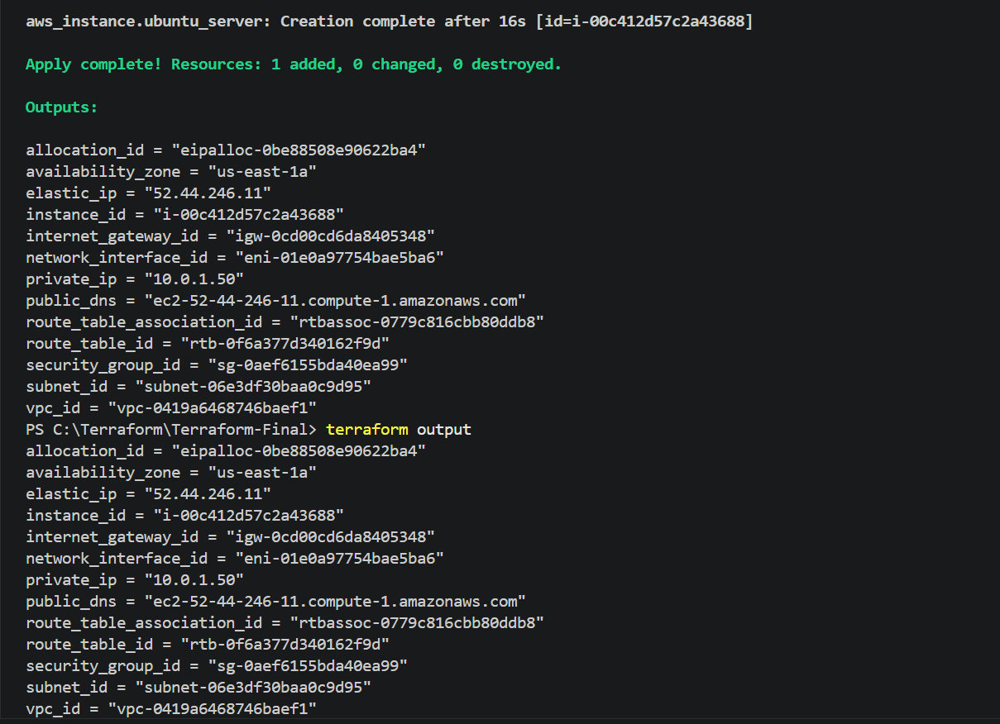 aws_instance.ubuntu_server: Creation complete after 16s [id=i-00c412d57c2a43688]
Apply complete! Resources: 1 added, 0 changed, 0 destroyed.
Outputs:
allocation_id = "eipalloc-0be88508e90622ba4"
availability_zone = "us-east-1a"
elastic_ip = "52.44.246.11"
instance_id = "i-00c412d57c2a43688"
internet_gateway_id = "igw-0cd00cd6da8405348"
network_interface_id = "eni-01e0a97754bae5ba6"
private_ip = "10.0.1.50"
public_dns = "ec2-52-44-246-11.compute-1.amazonaws.com"
route_table_association_id = "rtbassoc-0779c816cbb80ddb8"
route_table_id = "rtb-0f6a377d340162f9d"
security_group_id = "sg-0aef6155bda40ea99"
subnet_id = "subnet-06e3df30baa0c9d95"
vpc_id = "vpc-0419a6468746baef1"
PS C:\Terraform\Terraform-Final> terraform output
allocation_id = "eipalloc-0be88508e90622ba4"
availability_zone = "us-east-1a"
elastic_ip = "52.44.246.11"
instance_id = "i-00c412d57c2a43688"
internet_gateway_id = "igw-0cd00cd6da8405348"
network_interface_id = "eni-01e0a97754bae5ba6"
private_ip = "10.0.1.50"
public_dns = "ec2-52-44-246-11.compute-1.amazonaws.com"
route_table_association_id = "rtbassoc-0779c816cbb80ddb8"
route_table_id = "rtb-0f6a377d340162f9d"
security_group_id = "sg-0aef6155bda40ea99"
subnet_id = "subnet-06e3df30baa0c9d95"
vpc_id = "vpc-0419a6468746baef1"